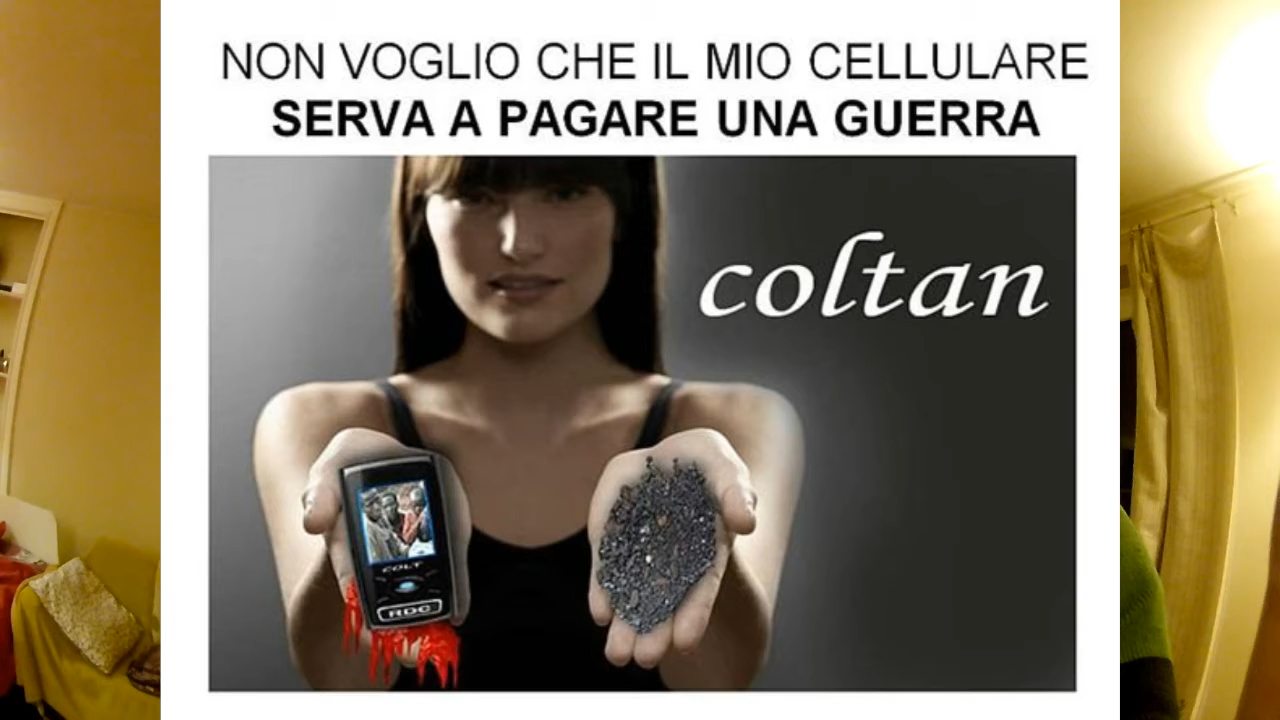 NON VOGLIO CHE IL MIO CELLULARE
SERVA A PAGARE UNA GUERRA
coltan
COLT
RDC